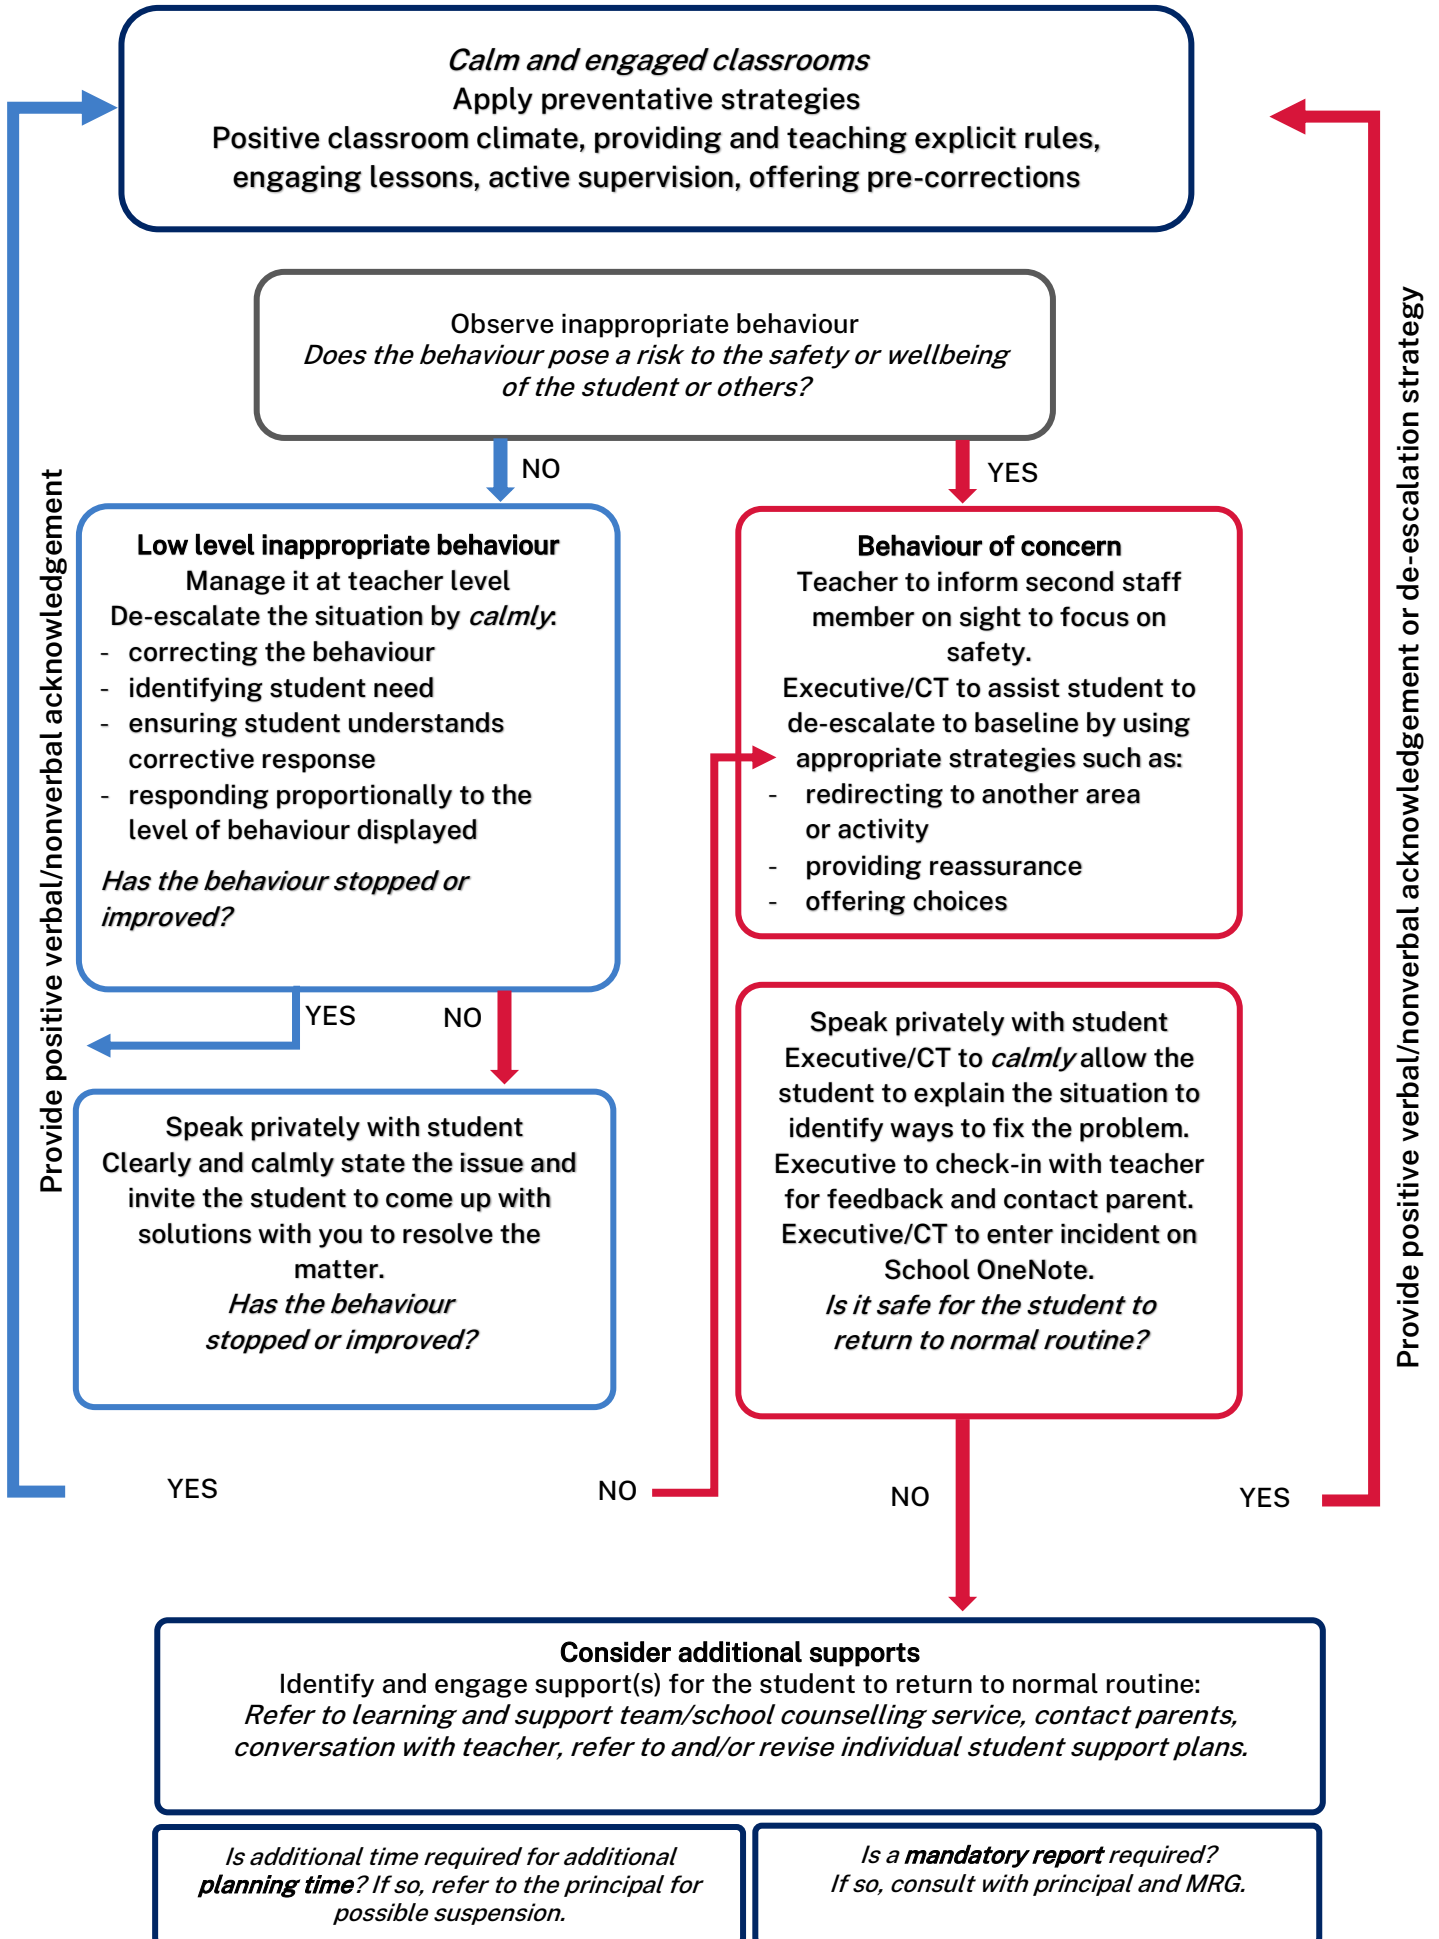 Calm and engaged classrooms
Apply preventative strategies
Positive classroom climate, providing and teaching explicit rules,
engaging lessons, active supervision, offering pre-corrections
Observe inappropriate behaviour
Does the behaviour pose a risk to the safety or wellbeing
of the student or others?
NO
YES
Low level inappropriate behaviour
Manage it at teacher level
De-escalate the situation by calmly:
- correcting the behaviour
- identifying student need
- ensuring student understands
corrective response
- responding proportionally to the
level of behaviour displayed
Has the behaviour stopped or
improved?
YES
NO
Speak privately with student
Clearly and calmly state the issue and
invite the student to come up with
solutions with you to resolve the
matter.
Has the behaviour
stopped or improved?
YES
NO
Provide positive verbal/nonverbal acknowledgement
Behaviour of concern
Teacher to inform second staff
member on sight to focus on
safety.
Executive/CT to assist student to
de-escalate to baseline by using
appropriate strategies such as:
- redirecting to another area
or activity
- providing reassurance
- offering choices
Speak privately with student
Executive/CT to calmly allow the
student to explain the situation to
identify ways to fix the problem.
Executive to check-in with teacher
for feedback and contact parent.
Executive/CT to enter incident on
School OneNote.
Is it safe for the student to
return to normal routine?
NO
YES
Provide positive verbal/nonverbal acknowledgement or de-escalation strategy
Consider additional supports
Identify and engage support(s) for the student to return to normal routine:
Refer to learning and support team/school counselling service, contact parents,
conversation with teacher, refer to and/or revise individual student support plans.
Is additional time required for additional
planning time? If so, refer to the principal for
possible suspension.
Is a mandatory report required?
If so, consult with principal and MRG.